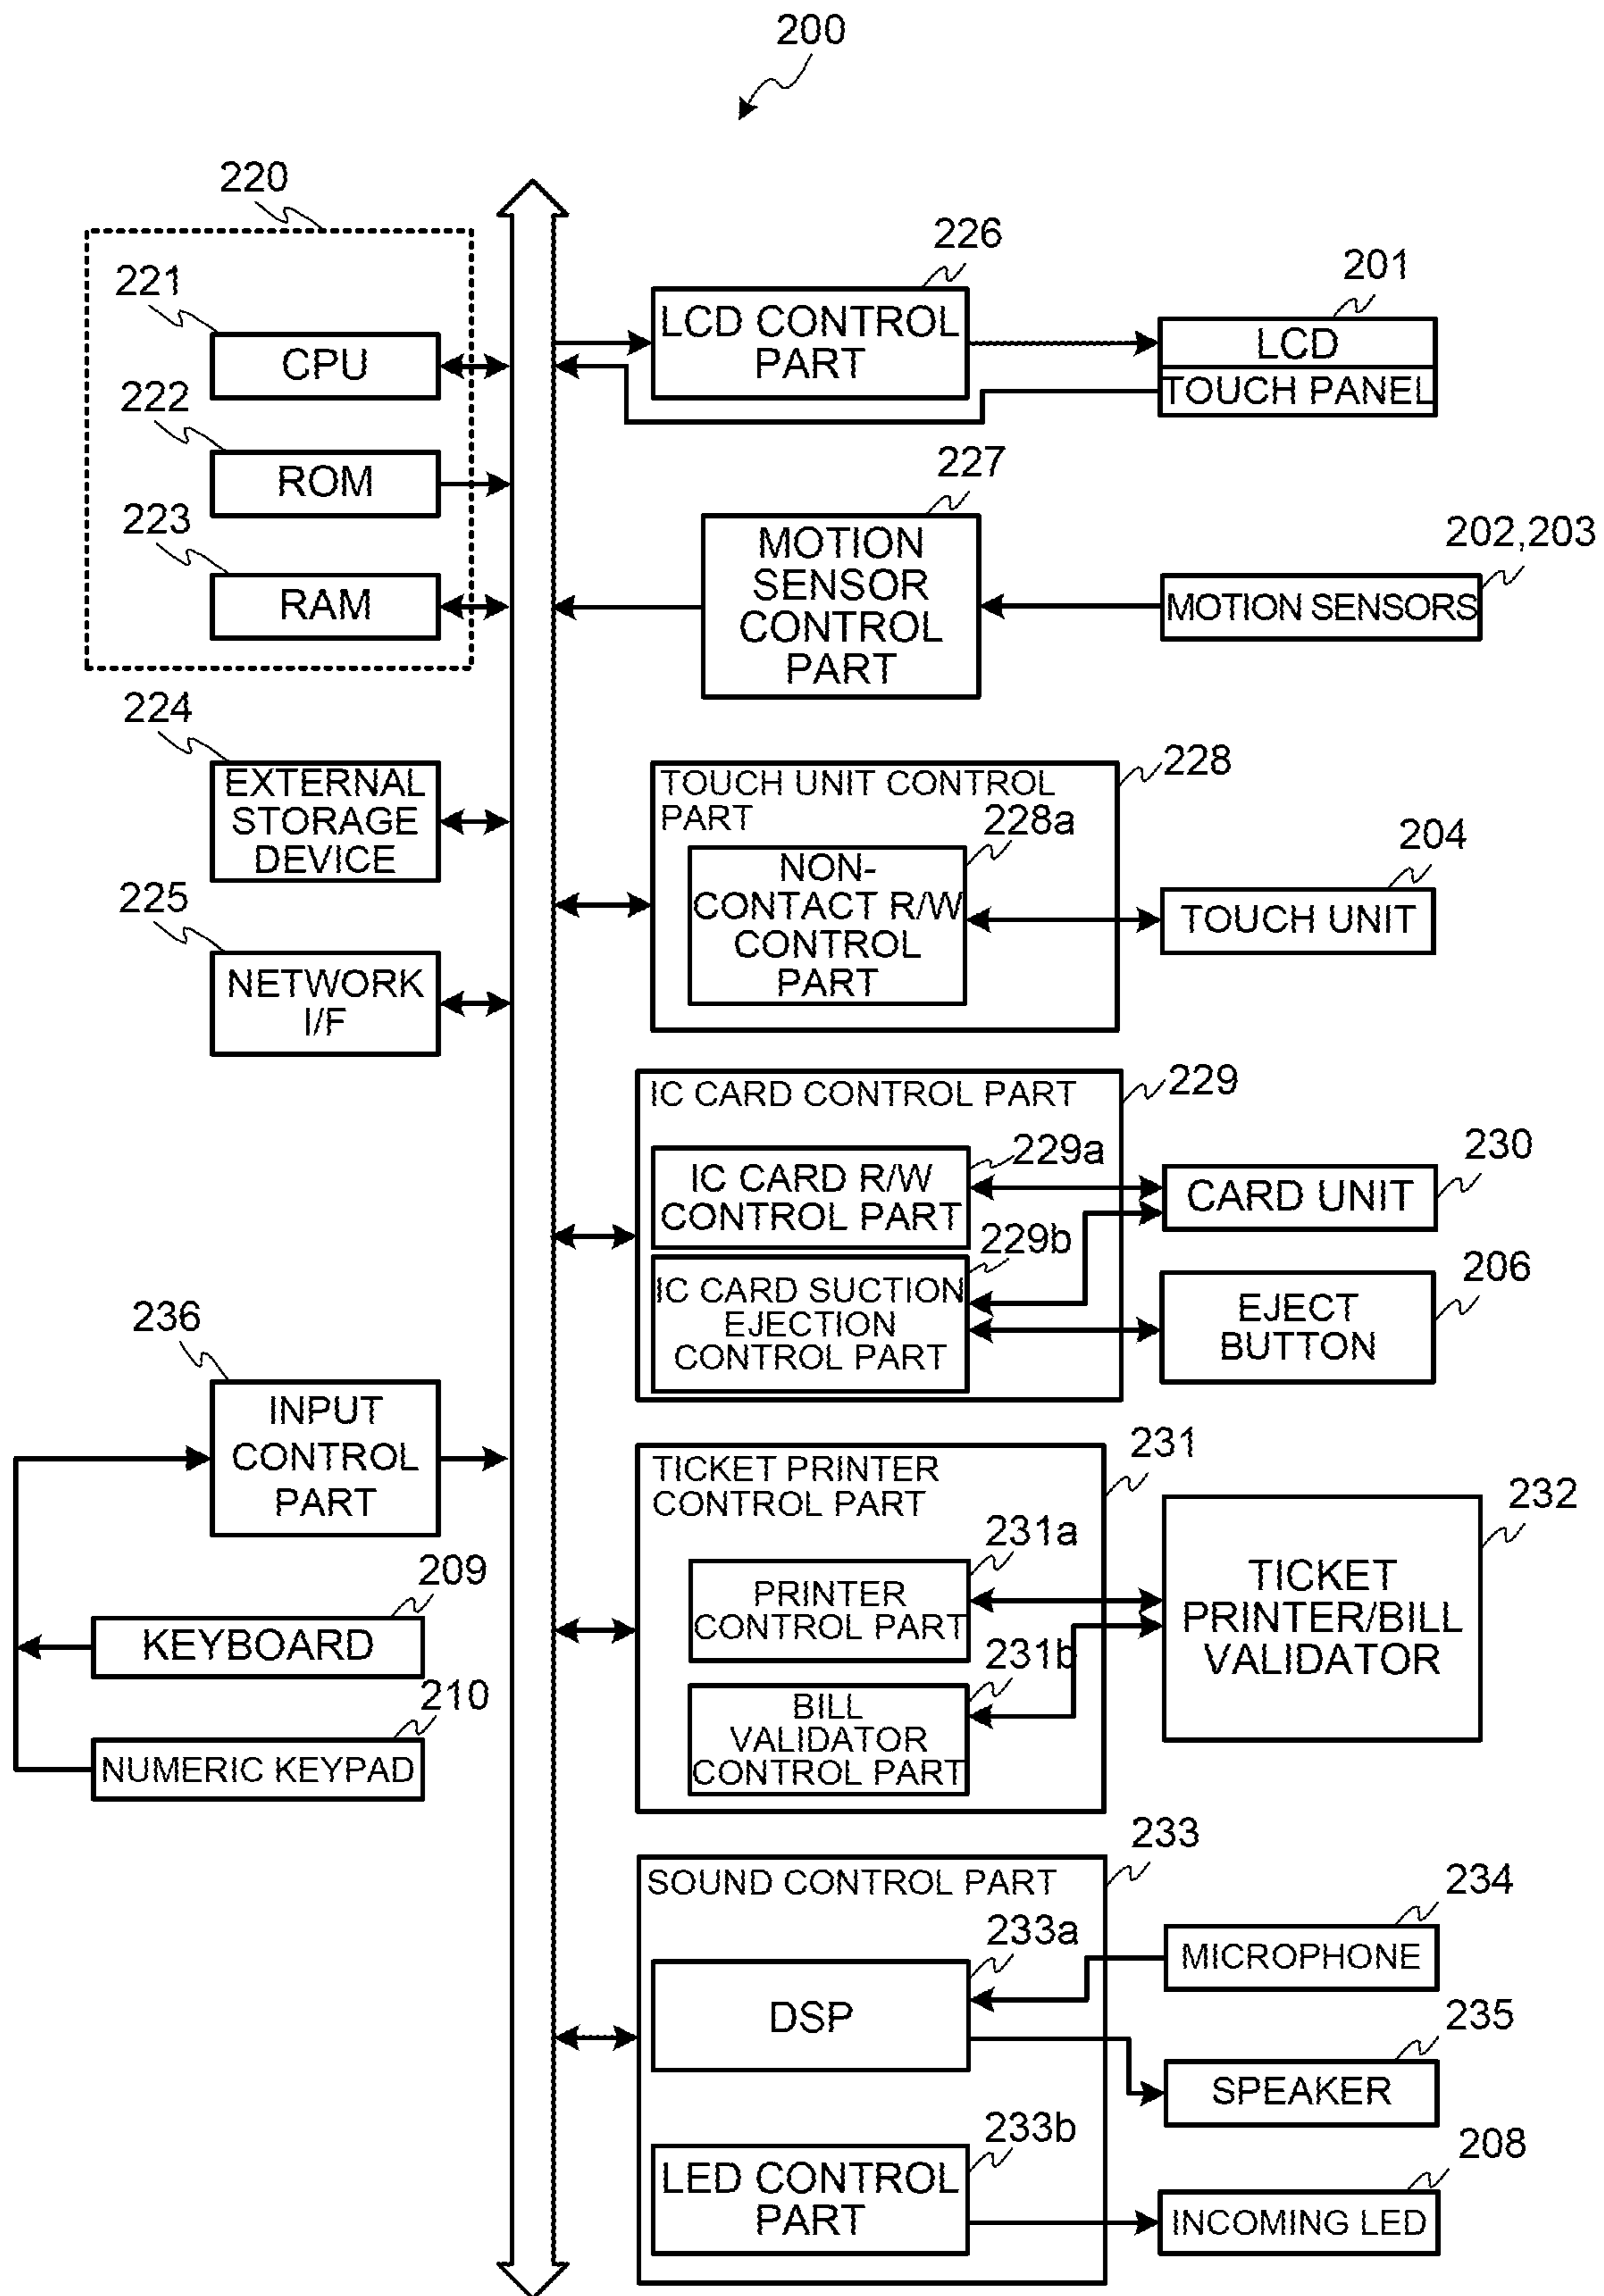 200
220
221
CPU
222
ROM
223
RAM
224
EXTERNAL
STORAGE
DEVICE
225
NETWORK
I/F
236
INPUT
CONTROL
PART
209
KEYBOARD
210
NUMERIC KEYPAD
226
LCD CONTROL
PART
201
LCD
TOUCH PANEL
227
MOTION
SENSOR
CONTROL
PART
202,203
MOTION SENSORS
228
TOUCH UNIT CONTROL
PART
228a
NON-
CONTACT R/W
CONTROL
PART
204
TOUCH UNIT
229
IC CARD CONTROL PART
229a
IC CARD R/W
CONTROL PART
229b
IC CARD SUCTION
EJECTION
CONTROL PART
230
CARD UNIT
206
EJECT
BUTTON
231
TICKET PRINTER
CONTROL PART
231a
PRINTER
CONTROL PART
231b
BILL
VALIDATOR
CONTROL PART
232
TICKET
PRINTER/BILL
VALIDATOR
233
SOUND CONTROL PART
233a
DSP
233b
LED CONTROL
PART
234
MICROPHONE
235
SPEAKER
208
INCOMING LED